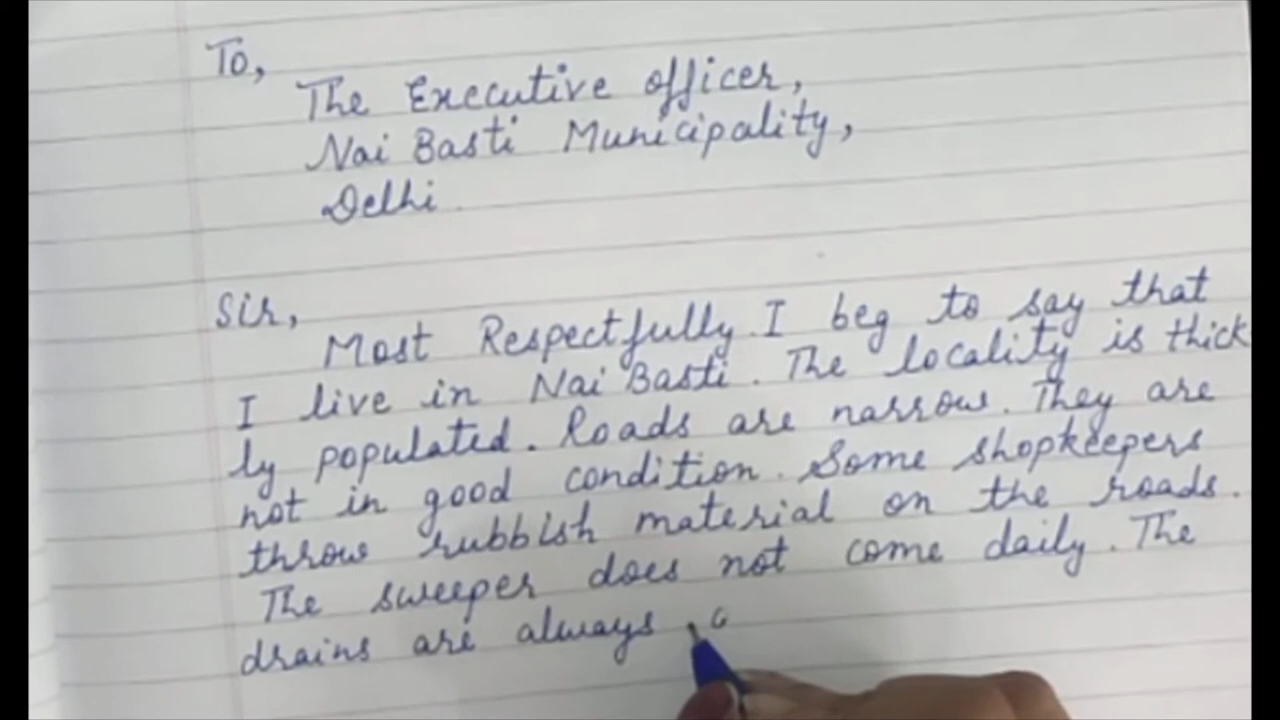 To,
The Executive officer,
Nai Basti Municipality,
Delhi.
Sir,
Most Respectfully I beg to say that
I live in Nai Basti. The locality is thick
ly populated. Roads are narrow. They are
not in good condition. Some shopkeepers
throw rubbish material on the roads.
The sweeper does not come daily. The
drains are always